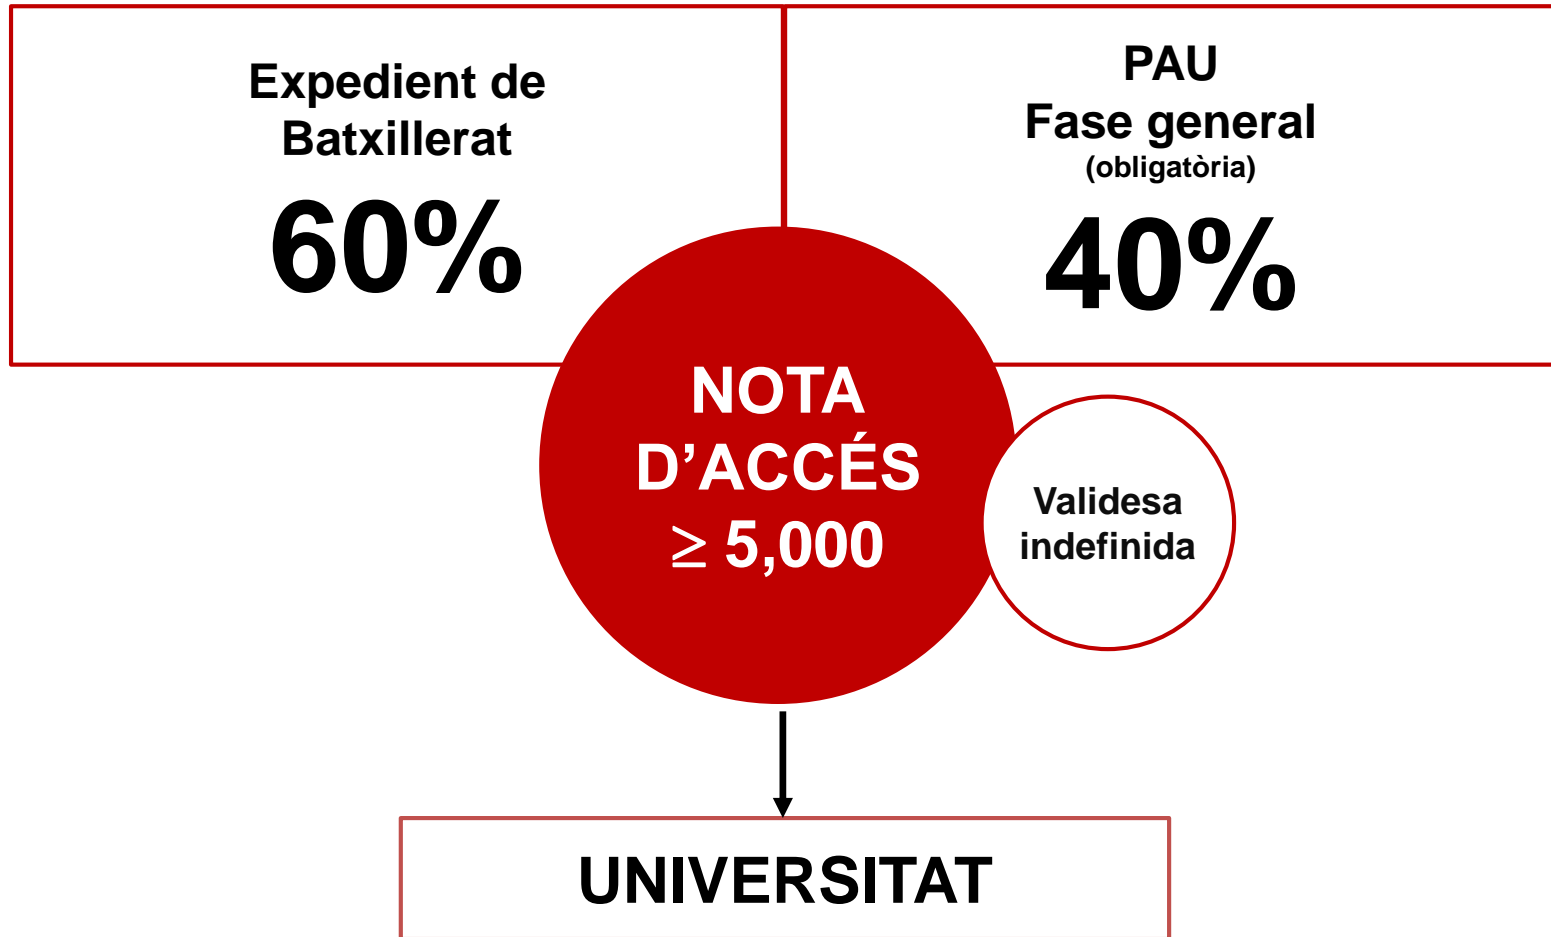 Expedient de
Batxillerat
60%
PAU
Fase general
(obligatòria)
40%
NOTA
D’ACCÉS
≥ 5,000
Validesa
indefinida
UNIVERSITAT